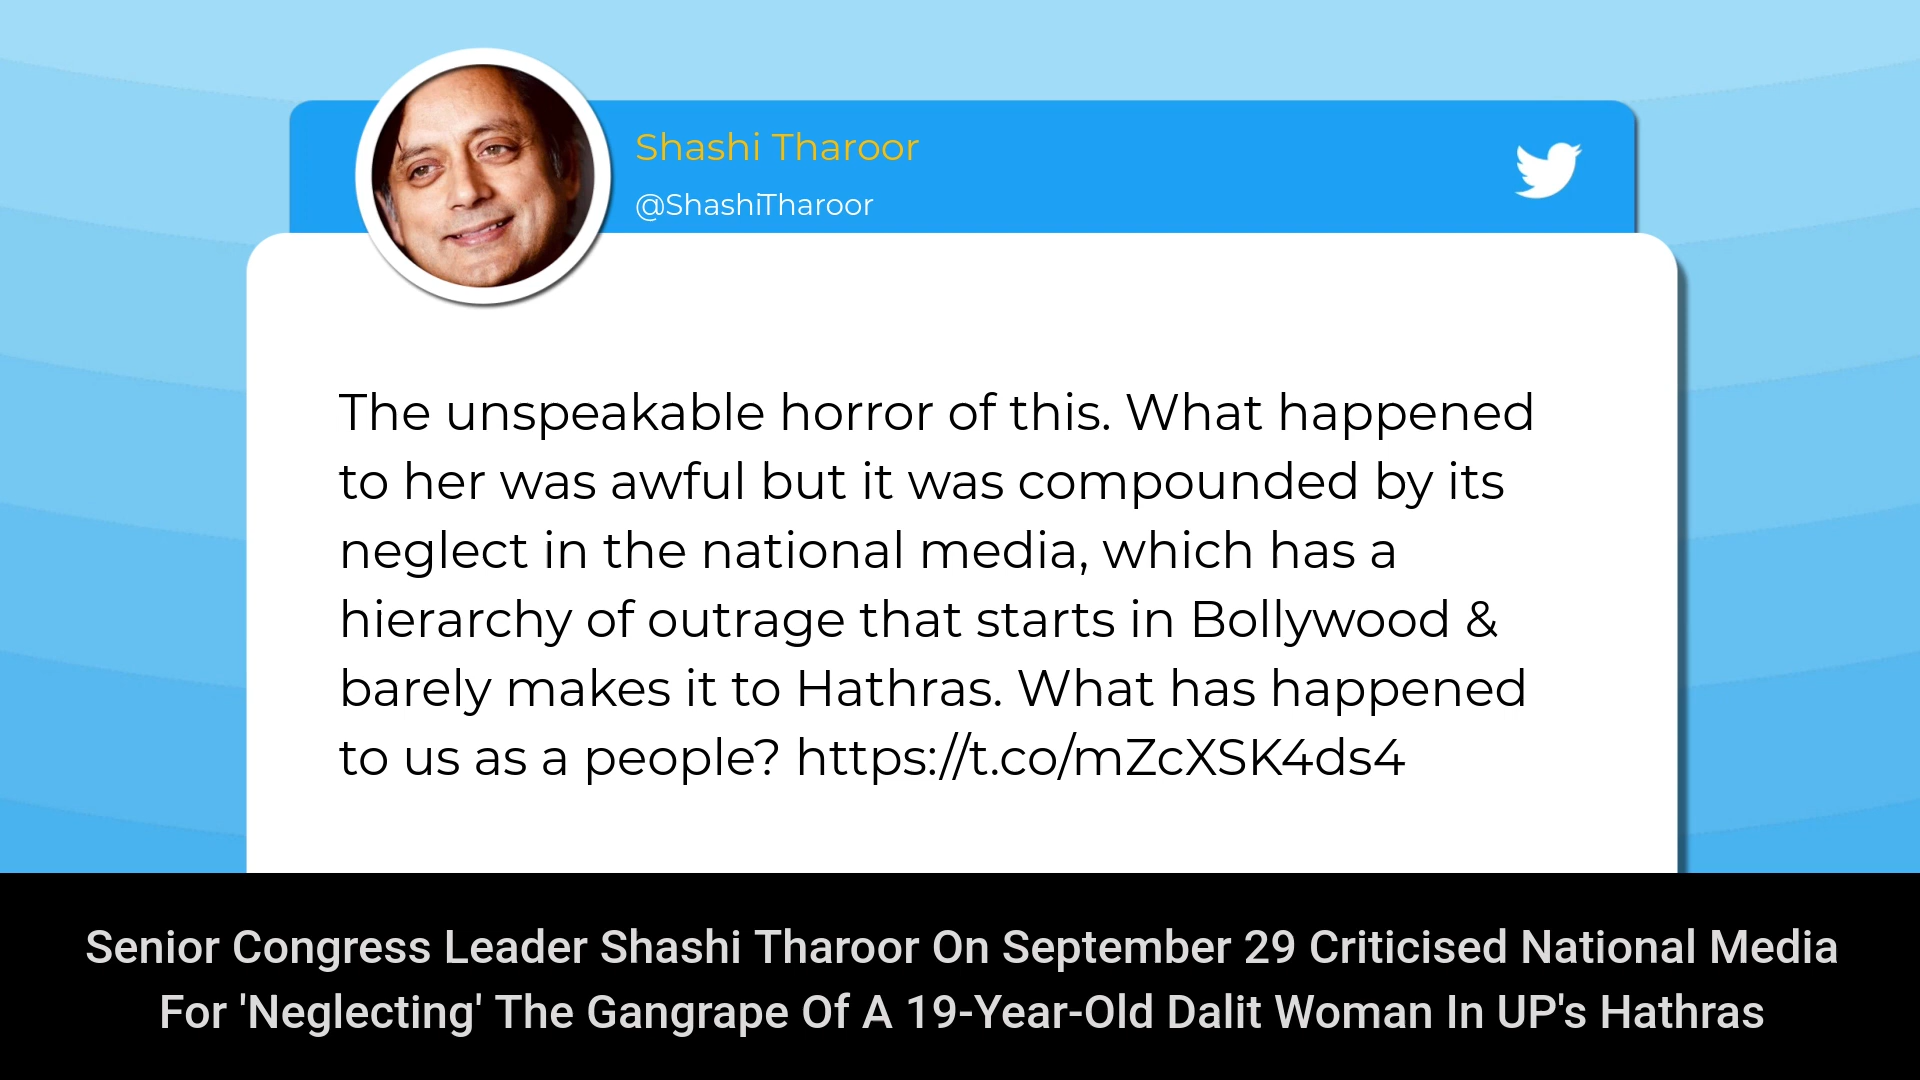 Shashi Tharoor
@ShashiTharoor
The unspeakable horror of this. What happened
to her was awful but it was compounded by its
neglect in the national media, which has a
hierarchy of outrage that starts in Bollywood &
barely makes it to Hathras. What has happened
to us as a people? https://t.co/mZcXSK4ds4
Senior Congress Leader Shashi Tharoor On September 29 Criticised National Media
For 'Neglecting' The Gangrape Of A 19-Year-Old Dalit Woman In UP's Hathras